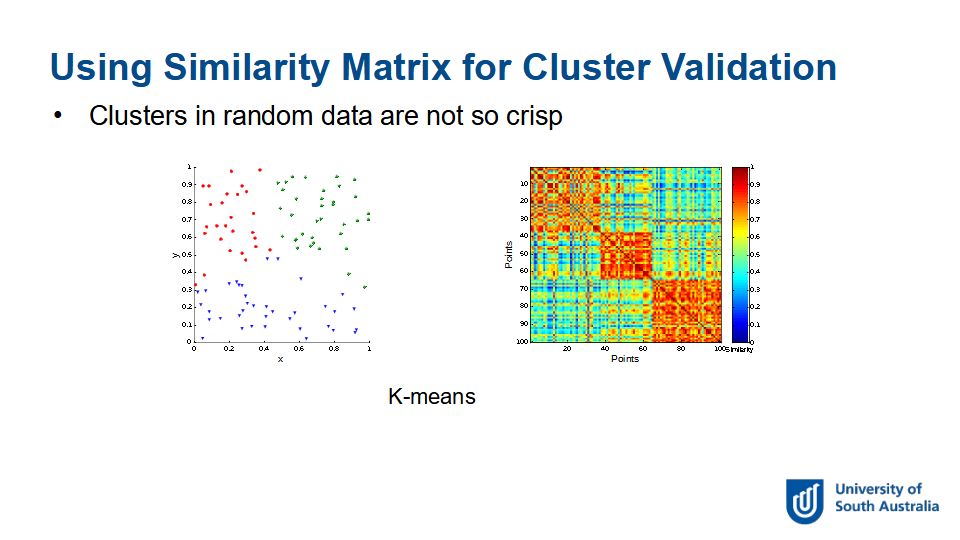 Using Similarity Matrix for Cluster Validation
• Clusters in random data are not so crisp
1
0.9
0.8
0.7
0.6
0.5
0.4
0.3
0.2
0.1
0
y
0 0.2 0.4 0.6 0.8 1
x
Points
10
20
30
40
50
60
70
80
90
100
20 40 60 80 100
Points
1
0.9
0.8
0.7
0.6
0.5
0.4
0.3
0.2
0.1
0
Similarity
K-means
University of
South Australia